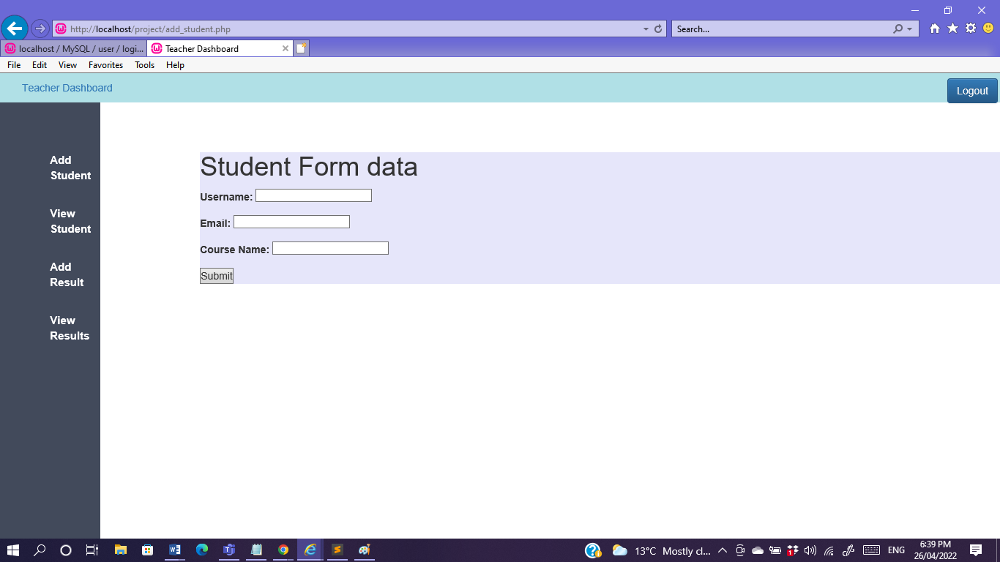 http://localhost/project/add_student.php
Search...
localhost / MySQL / user / logi...
Teacher Dashboard
File Edit View Favorites Tools Help
Teacher Dashboard
Logout
Add
Student
View
Student
Add
Result
View
Results
Student Form data
Username:
Email:
Course Name:
Submit
13°C Mostly cl...
ENG
6:39 PM
26/04/2022